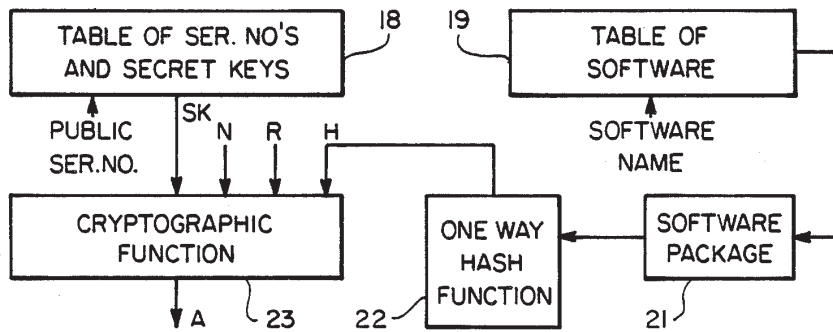 TABLE OF SER. NO'S
AND SECRET KEYS
18
19
TABLE OF
SOFTWARE
PUBLIC
SER.NO.
SK
N
R
H
SOFTWARE
NAME
CRYPTOGRAPHIC
FUNCTION
ONE WAY
HASH
FUNCTION
SOFTWARE
PACKAGE
A
23
22
21